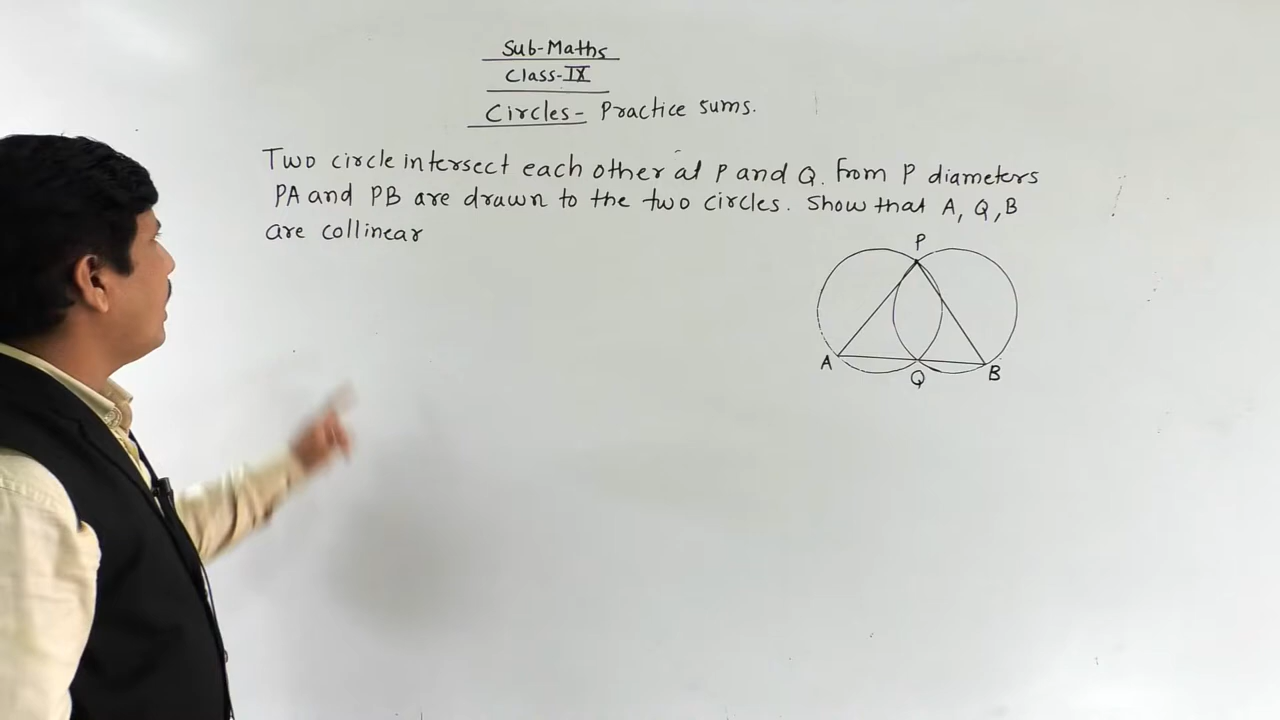 Sub-Maths
Class-IX
Circles- Practice sums.
Two circle intersect each other at P and Q. From P diameters
PA and PB are drawn to the two circles. Show that A, Q, B
are collinear
P
A
Q
B